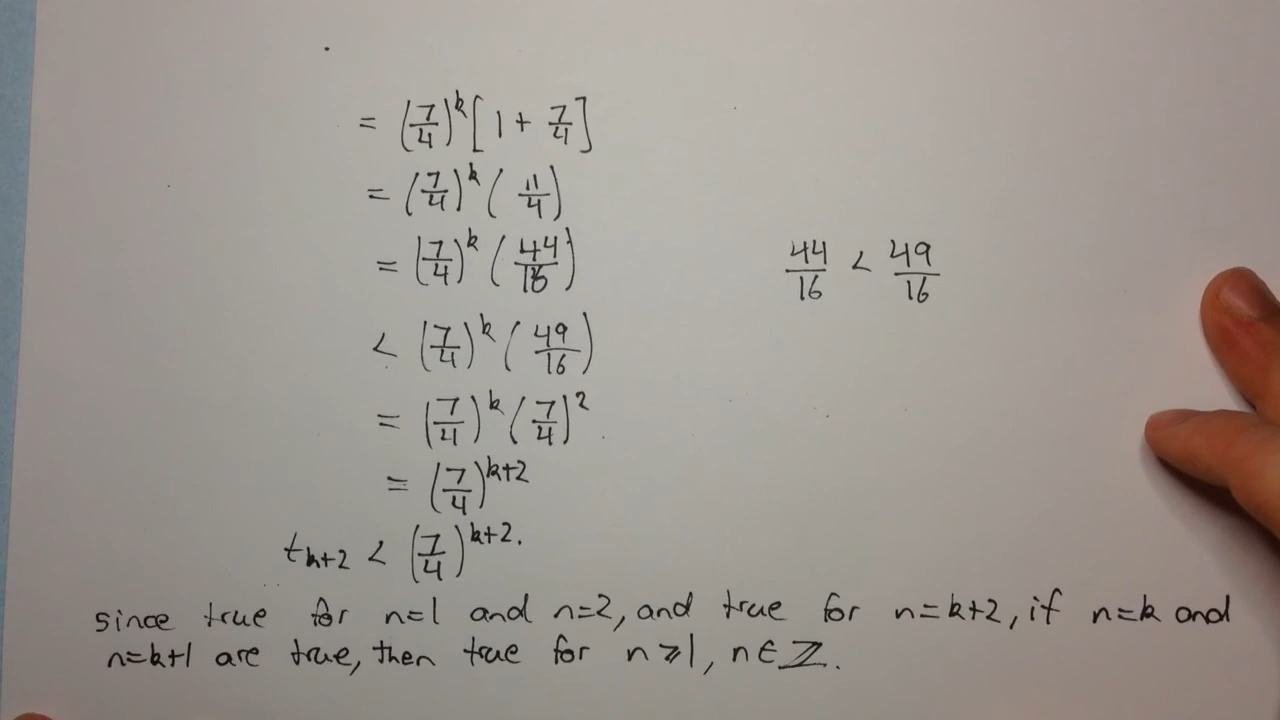 = (7/4)^k [1 + 7/4]
= (7/4)^k (11/4)
= (7/4)^k (44/16)
44/16 < 49/16
< (7/4)^k (49/16)
= (7/4)^k (7/4)^2
= (7/4)^k+2
t_k+2 < (7/4)^k+2.
since true for n=1 and n=2, and true for n=k+2, if n=k and
n=k+1 are true, then true for n⩾1, n∈ℤ.